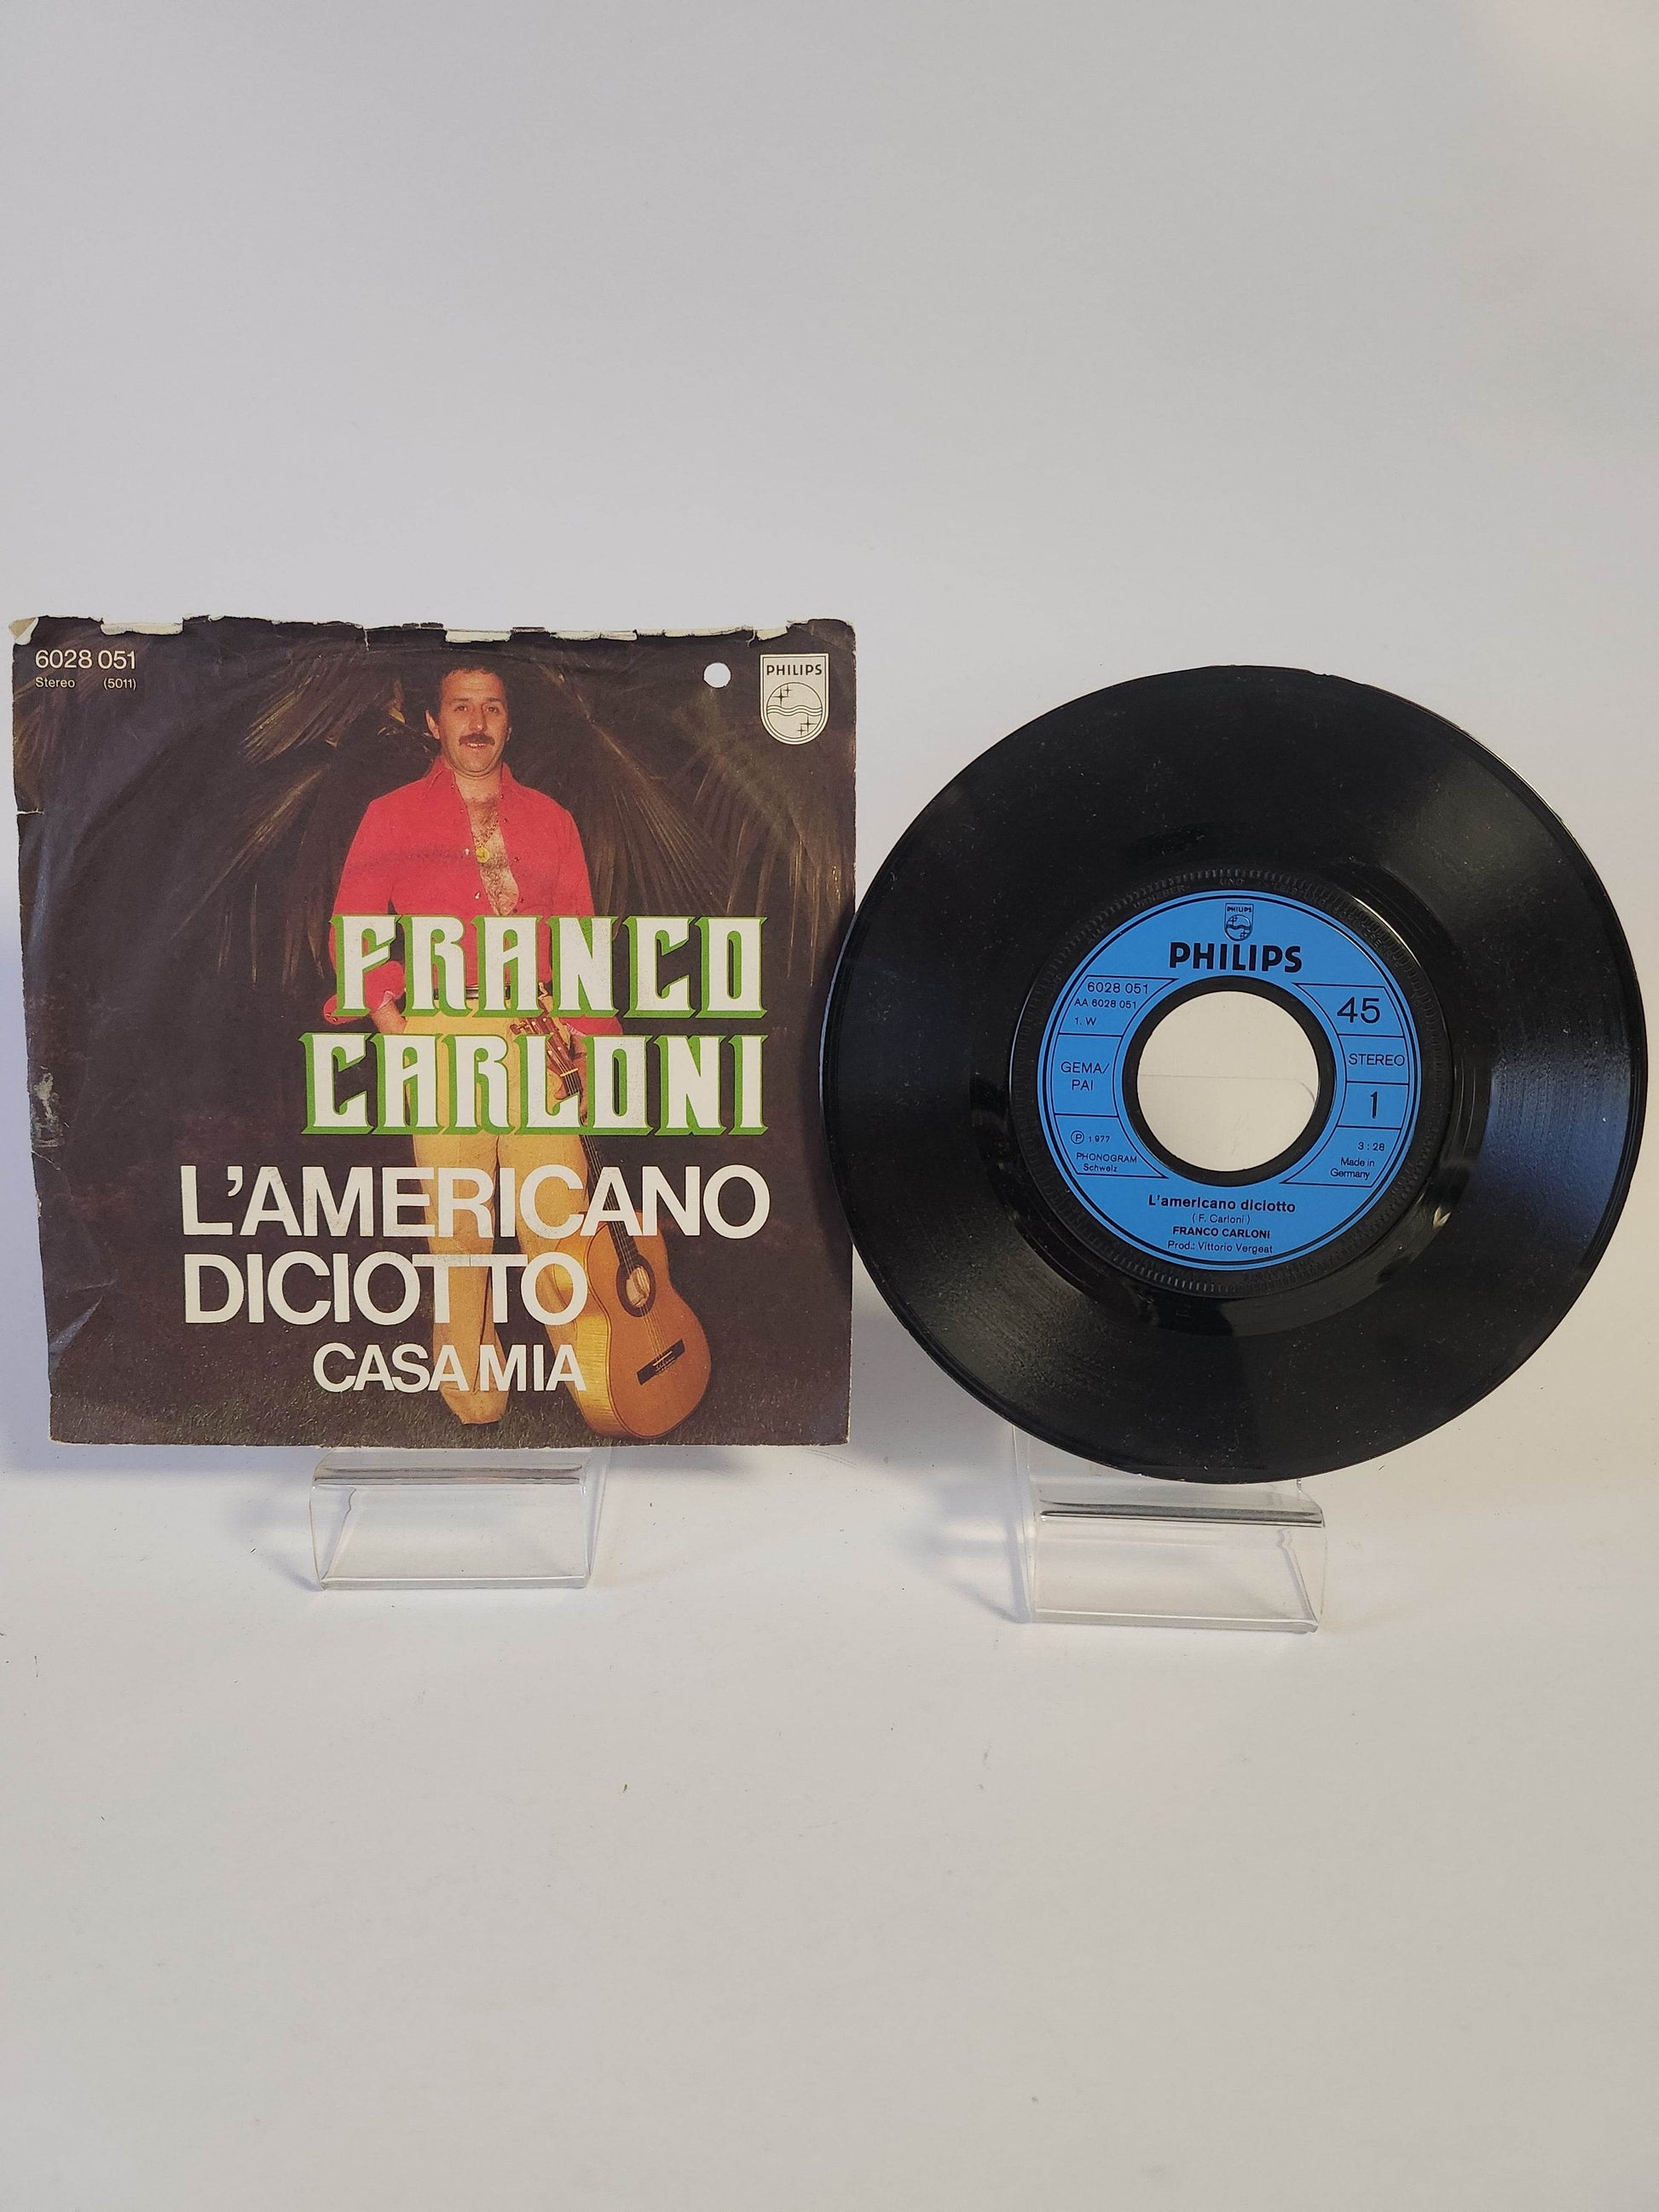 6028 051
Stereo (5011)
PHILIPS
FRANCO
CARLONI
L'AMERICANO
DICIOTTO
CASA MIA
PHILIPS
PHILIPS
6028 051
AA 6028 051
1. W
GEMA/
PAI
℗ 1977
PHONOGRAM
Schweiz
45
STEREO
1
3:28
Made in
Germany
L'americano diciotto
(F. Carloni)
FRANCO CARLONI
Prod.: Vittorio Vergeat